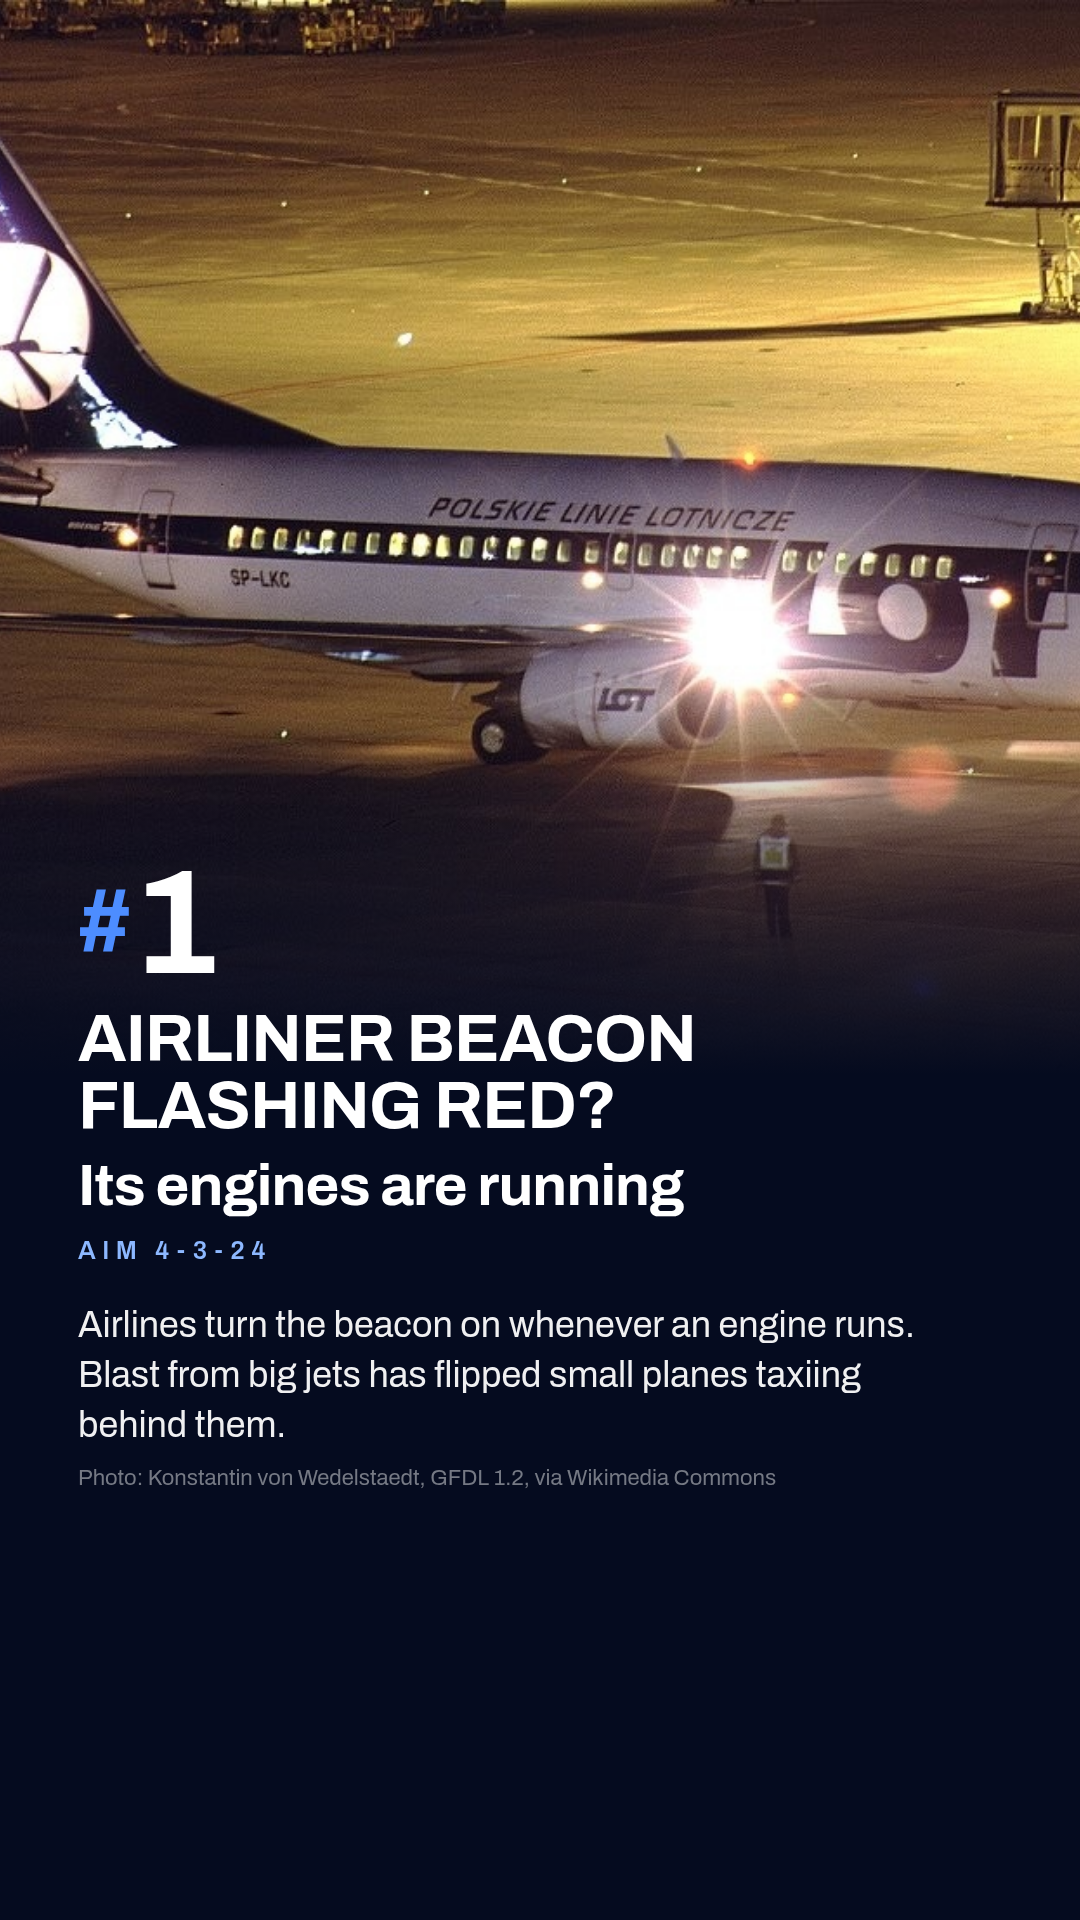 POLSKIE LINIE LOTNICZE
SP-LKC
LOT
LOT
#1
AIRLINER BEACON
FLASHING RED?
Its engines are running
AIM 4-3-24
Airlines turn the beacon on whenever an engine runs.
Blast from big jets has flipped small planes taxiing
behind them.
Photo: Konstantin von Wedelstaedt, GFDL 1.2, via Wikimedia Commons